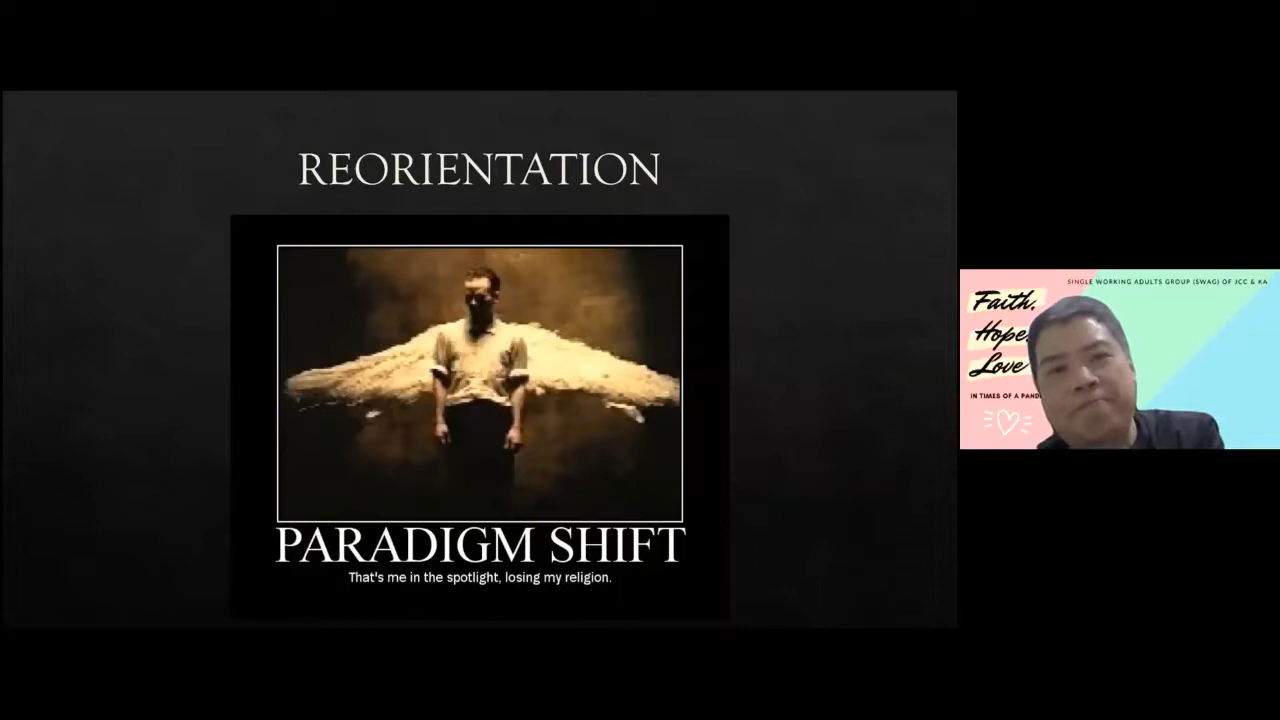 REORIENTATION
PARADIGM SHIFT
That's me in the spotlight, losing my religion.
SINGLE WORKING ADULTS GROUP (SWAG) OF JCC & KA
Faith.
Hope.
Love
IN TIMES OF A